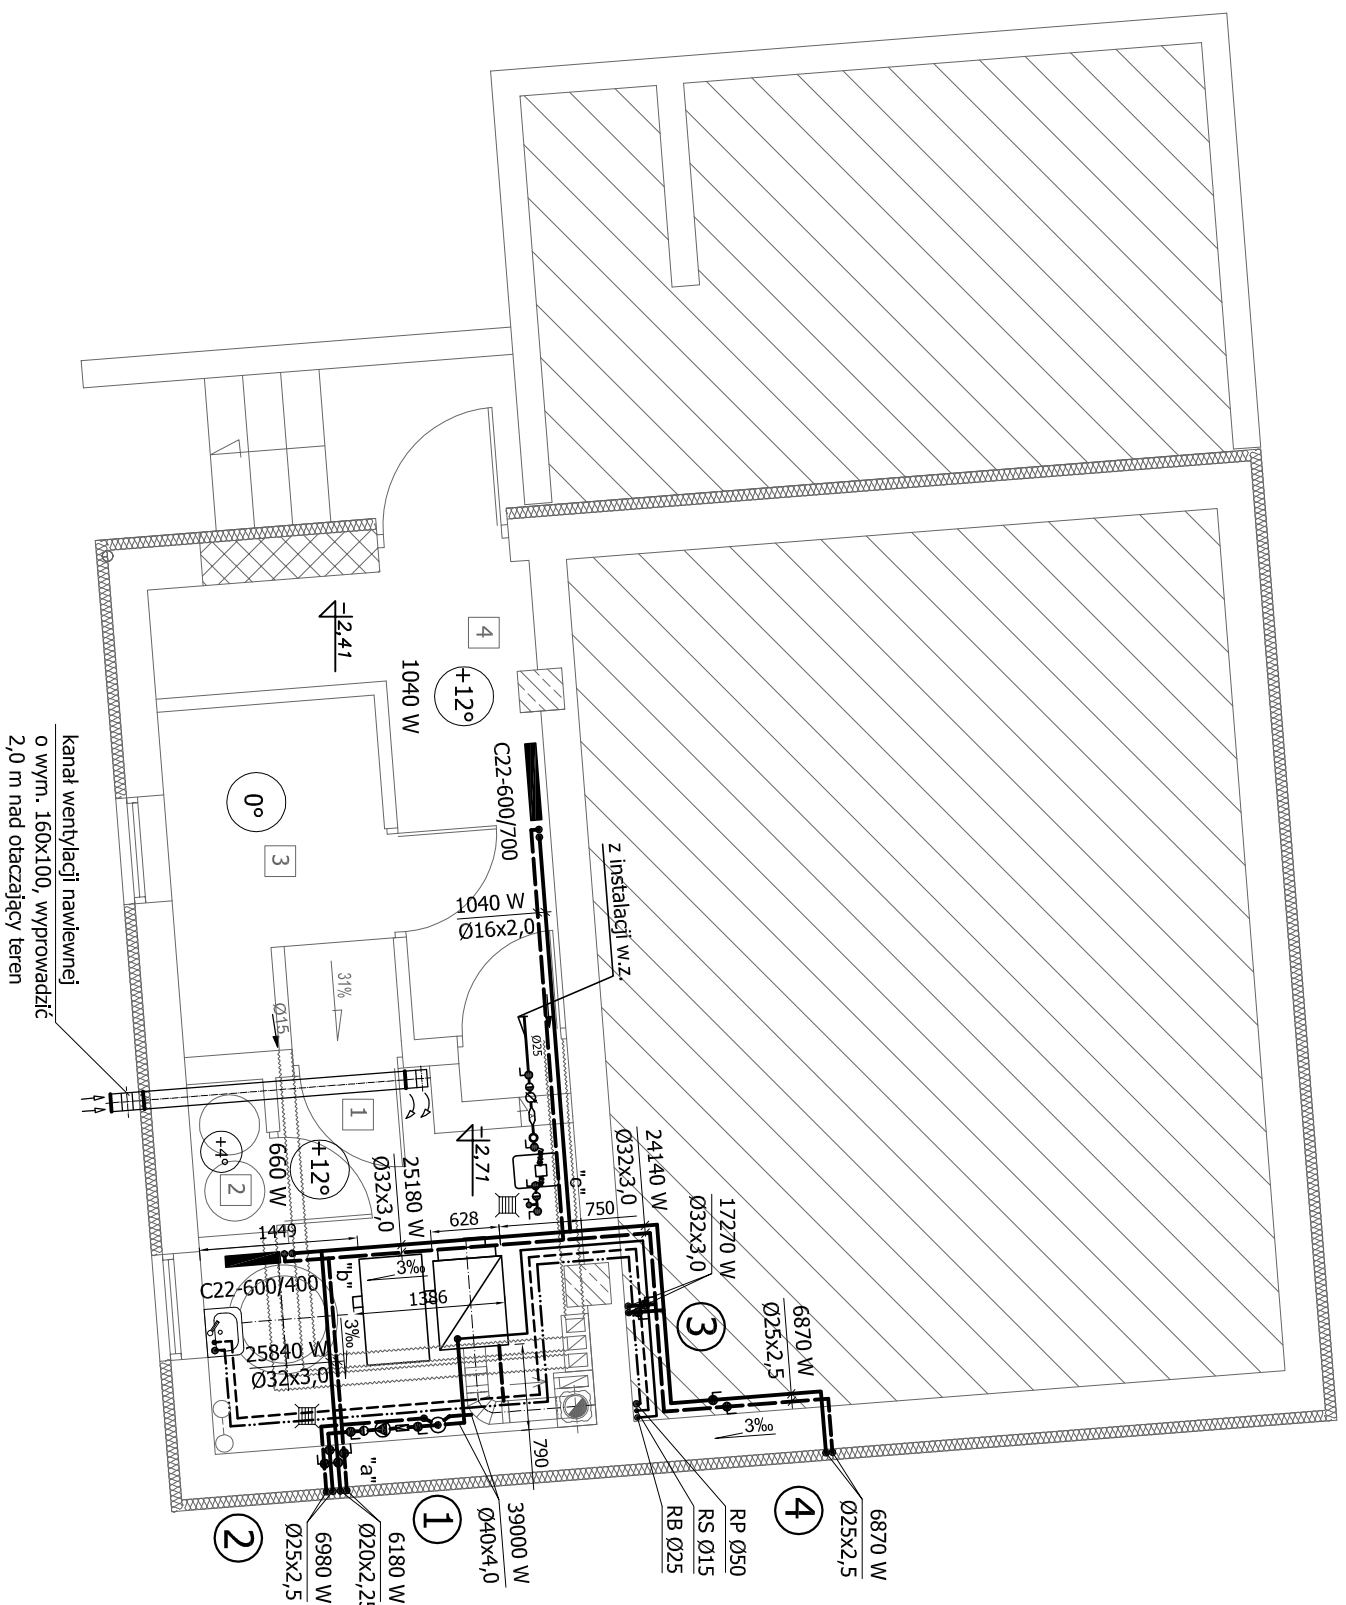 4
-2,41
+12°
1040 W
C22-600/700
0°
3
z instalacji w.z.
1040 W
Ø16x2,0
kanał wentylacji nawiewnej
o wym. 160x100, wyprowadzić
2,0 m nad otaczający teren
31%
Ø15
Ø25
1
-2,71
+4°
2
660 W
+12°
25180 W
Ø32x3,0
"c"
24140 W
Ø32x3,0
750
628
1449
17270 W
Ø32x3,0
C22-600/400
"b"
3‰
1386
3‰
3
6870 W
Ø25x2,5
25840 W
Ø32x3,0
3‰
790
"a"
1
2
4
6870 W
Ø25x2,5
RP Ø50
RS Ø15
RB Ø25
39000 W
Ø40x4,0
6180 W
Ø20x2,25
6980 W
Ø25x2,5